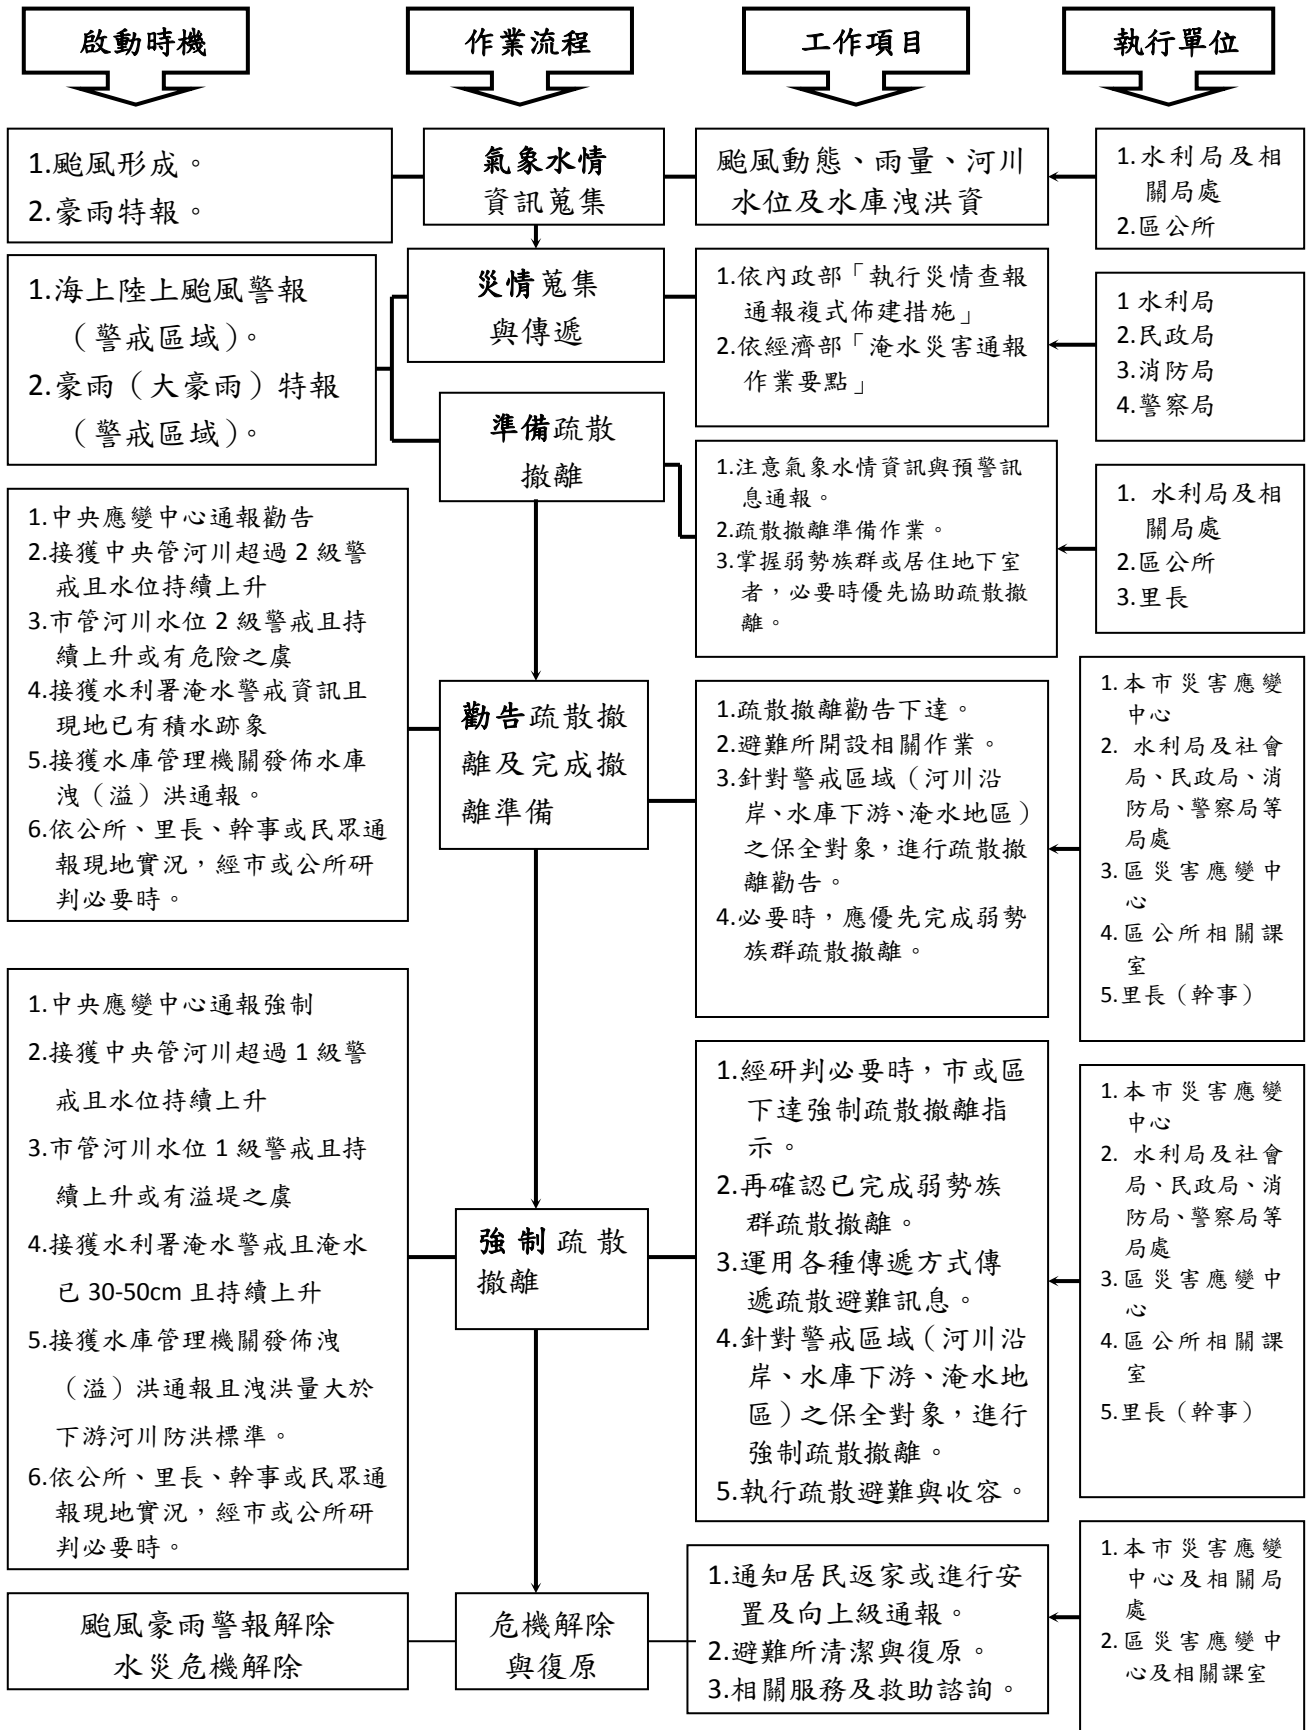 啟動時機
作業流程
工作項目
執行單位
1.颱風形成。
2.豪雨特報。
氣象水情
資訊蒐集
颱風動態、雨量、河川
水位及水庫洩洪資
1.水利局及相
關局處
2.區公所
1.海上陸上颱風警報
（警戒區域）。
2.豪雨（大豪雨）特報
（警戒區域）。
災情蒐集
與傳遞
1.依內政部「執行災情查報
通報複式佈建措施」
2.依經濟部「淹水災害通報
作業要點」
1 水利局
2.民政局
3.消防局
4.警察局
準備疏散
撤離
1.注意氣象水情資訊與預警訊
息通報。
2.疏散撤離準備作業。
3.掌握弱勢族群或居住地下室
者，必要時優先協助疏散撤
離。
1. 水利局及相
關局處
2.區公所
3.里長
1.中央應變中心通報勸告
2.接獲中央管河川超過 2 級警
戒且水位持續上升
3.市管河川水位 2 級警戒且持
續上升或有危險之虞
4.接獲水利署淹水警戒資訊且
現地已有積水跡象
5.接獲水庫管理機關發佈水庫
洩（溢）洪通報。
6.依公所、里長、幹事或民眾通
報現地實況，經市或公所研
判必要時。
勸告疏散撤
離及完成撤
離準備
1.疏散撤離勸告下達。
2.避難所開設相關作業。
3.針對警戒區域（河川沿
岸、水庫下游、淹水地區）
之保全對象，進行疏散撤
離勸告。
4.必要時，應優先完成弱勢
族群疏散撤離。
1.本市災害應變
中心
2. 水利局及社會
局、民政局、消
防局、警察局等
局處
3.區災害應變中
心
4.區公所相關課
室
5.里長（幹事）
1.中央應變中心通報強制
2.接獲中央管河川超過 1 級警
戒且水位持續上升
3.市管河川水位 1 級警戒且持
續上升或有溢堤之虞
4.接獲水利署淹水警戒且淹水
已 30-50cm 且持續上升
5.接獲水庫管理機關發佈洩
（溢）洪通報且洩洪量大於
下游河川防洪標準。
6.依公所、里長、幹事或民眾通
報現地實況，經市或公所研
判必要時。
強制疏散
撤離
1.經研判必要時，市或區
下達強制疏散撤離指
示。
2.再確認已完成弱勢族
群疏散撤離。
3.運用各種傳遞方式傳
遞疏散避難訊息。
4.針對警戒區域（河川沿
岸、水庫下游、淹水地
區）之保全對象，進行
強制疏散撤離。
5.執行疏散避難與收容。
1.本市災害應變
中心
2. 水利局及社會
局、民政局、消
防局、警察局等
局處
3.區災害應變中
心
4.區公所相關課
室
5.里長（幹事）
颱風豪雨警報解除
水災危機解除
危機解除
與復原
1.通知居民返家或進行安
置及向上級通報。
2.避難所清潔與復原。
3.相關服務及救助諮詢。
1.本市災害應變
中心及相關局
處
2.區災害應變中
心及相關課室